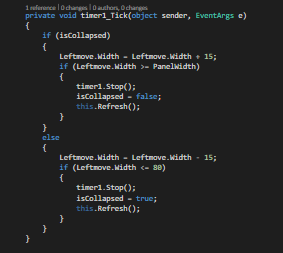 1 reference | 0 changes | 0 authors, 0 changes
private void timer1_Tick(object sender, EventArgs e)
{
if (isCollapsed)
{
Leftmove.Width = Leftmove.Width + 15;
if (Leftmove.Width >= PanelWidth)
{
timer1.Stop();
isCollapsed = false;
this.Refresh();
}
}
else
{
Leftmove.Width = Leftmove.Width - 15;
if (Leftmove.Width <= 80)
{
timer1.Stop();
isCollapsed = true;
this.Refresh();
}
}
}